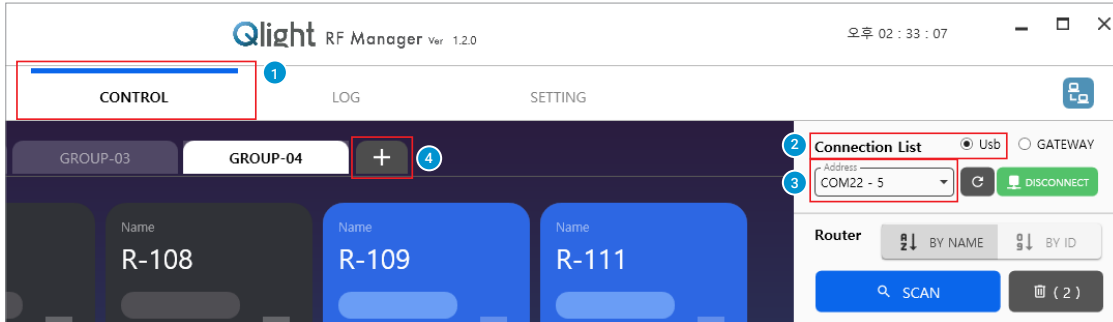 Qlight RF Manager Ver 1.2.0
오후 02 : 33 : 07
1
CONTROL
LOG
SETTING
GROUP-03
GROUP-04
+
4
2
Connection List
Usb
GATEWAY
3
Address
COM22 - 5
DISCONNECT
Name
R-108
Name
R-109
Name
R-111
Router
AZ BY NAME
09 BY ID
SCAN
( 2 )